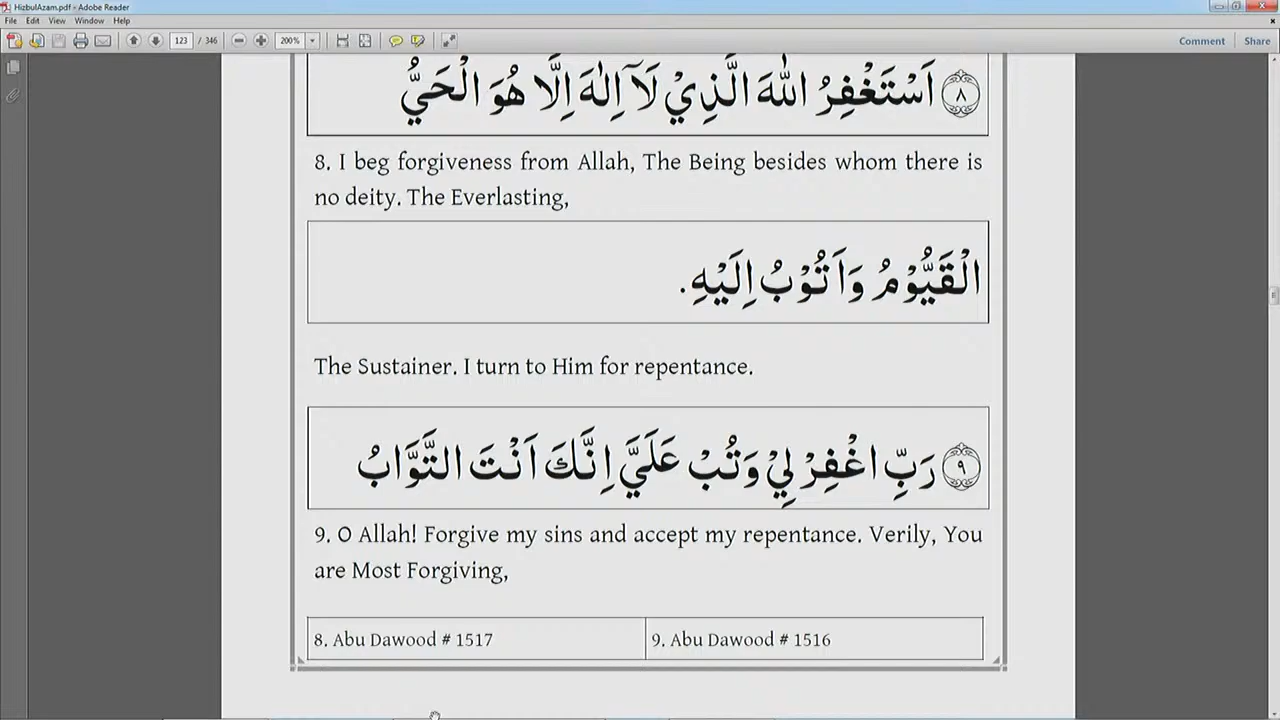 HizbulAzam.pdf - Adobe Reader
File Edit View Window Help
123 / 346 200% Comment Share
٨ اَسْتَغْفِرُ اللّٰهَ الَّذِيْ لَآ اِلٰهَ اِلَّا هُوَ الْحَيُّ
8. I beg forgiveness from Allah, The Being besides whom there is
no deity. The Everlasting,
الْقَيُّوْمُ وَاَتُوْبُ اِلَيْهِ.
The Sustainer. I turn to Him for repentance.
٩ رَبِّ اغْفِرْ لِيْ وَتُبْ عَلَيَّ اِنَّكَ اَنْتَ التَّوَّابُ
9. O Allah! Forgive my sins and accept my repentance. Verily, You
are Most Forgiving,
8. Abu Dawood # 1517 9. Abu Dawood # 1516